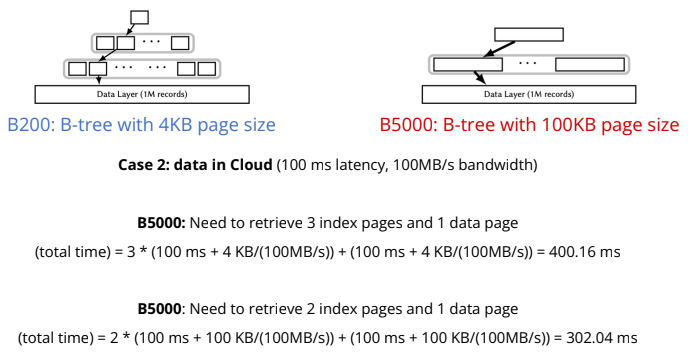 . . .
. . . . . .
Data Layer (1M records)
B200: B-tree with 4KB page size
. . .
Data Layer (1M records)
B5000: B-tree with 100KB page size
Case 2: data in Cloud (100 ms latency, 100MB/s bandwidth)
B5000: Need to retrieve 3 index pages and 1 data page
(total time) = 3 * (100 ms + 4 KB/(100MB/s)) + (100 ms + 4 KB/(100MB/s)) = 400.16 ms
B5000: Need to retrieve 2 index pages and 1 data page
(total time) = 2 * (100 ms + 100 KB/(100MB/s)) + (100 ms + 100 KB/(100MB/s)) = 302.04 ms